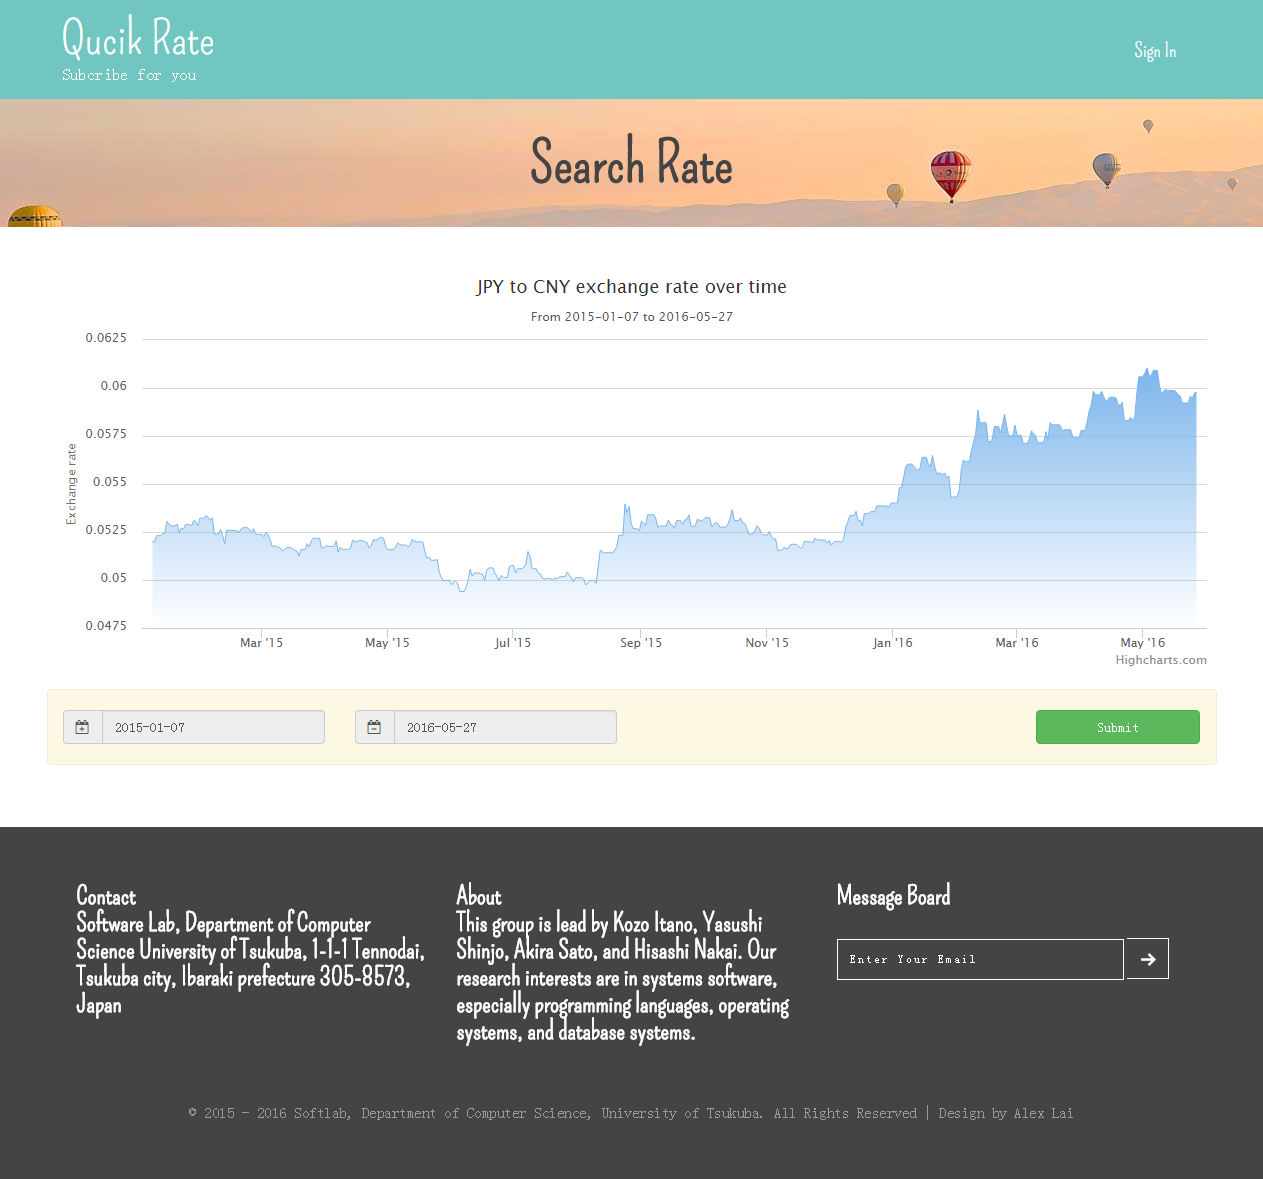 Qucik Rate
Subcribe for you
Sign In
Search Rate
JPY to CNY exchange rate over time
From 2015-01-07 to 2016-05-27
Exchange rate
0.0625
0.06
0.0575
0.055
0.0525
0.05
0.0475
Mar '15 May '15 Jul '15 Sep '15 Nov '15 Jan '16 Mar '16 May '16
Highcharts.com
2015-01-07 2016-05-27 Submit
Contact
Software Lab, Department of Computer
Science University of Tsukuba, 1-1-1 Tennodai,
Tsukuba city, Ibaraki prefecture 305-8573,
Japan
About
This group is lead by Kozo Itano, Yasushi
Shinjo, Akira Sato, and Hisashi Nakai. Our
research interests are in systems software,
especially programming languages, operating
systems, and database systems.
Message Board
Enter Your Email
© 2015 - 2016 Softlab, Department of Computer Science, University of Tsukuba. All Rights Reserved | Design by Alex Lai